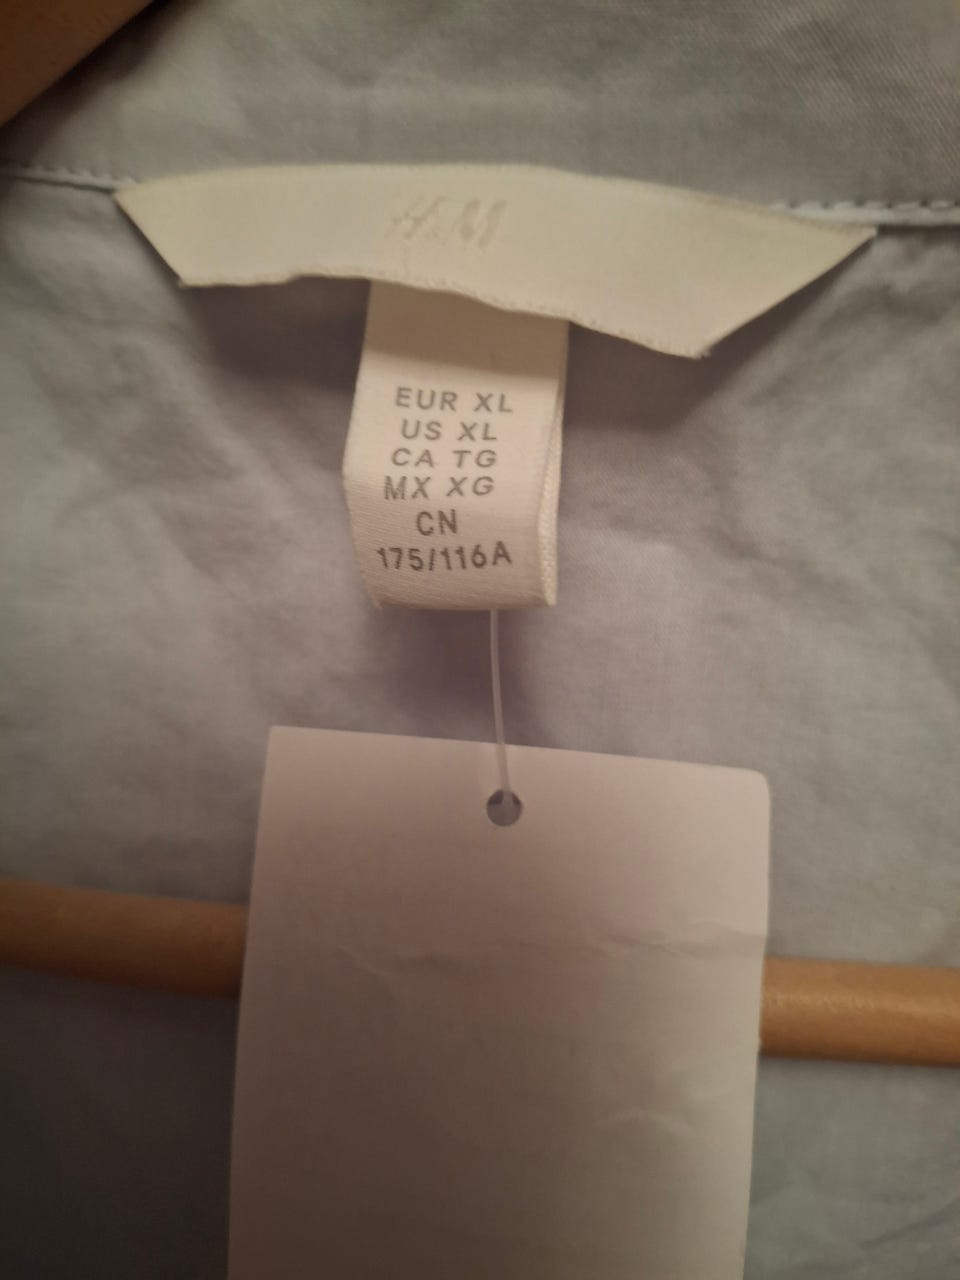 H&M
EUR XL
US XL
CA TG
MX XG
CN
175/116A